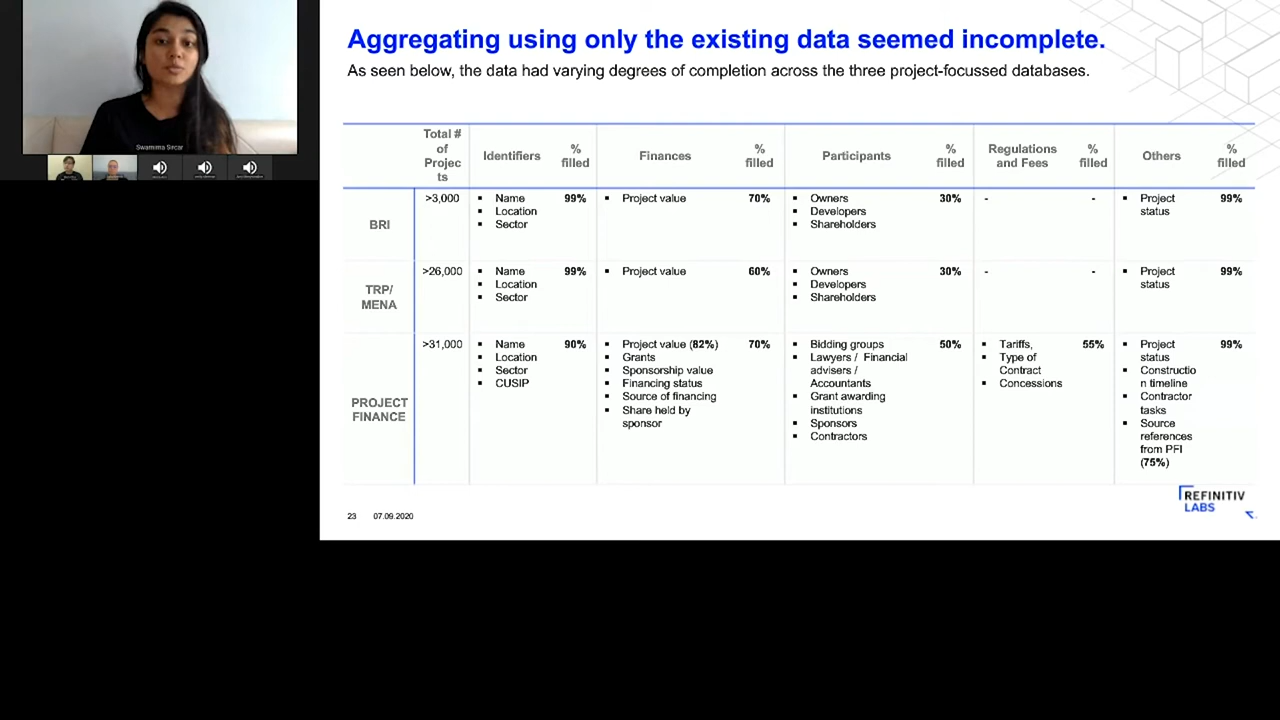 Aggregating using only the existing data seemed incomplete.
As seen below, the data had varying degrees of completion across the three project-focussed databases.
Swarnima Sircar
Total # of Projec ts
Identifiers
% filled
Finances
% filled
Participants
% filled
Regulations and Fees
% filled
Others
% filled
BRI
>3,000
▪ Name
▪ Location
▪ Sector
99%
▪ Project value
70%
▪ Owners
▪ Developers
▪ Shareholders
30%
-
-
▪ Project status
99%
TRP/ MENA
>26,000
▪ Name
▪ Location
▪ Sector
99%
▪ Project value
60%
▪ Owners
▪ Developers
▪ Shareholders
30%
-
-
▪ Project status
99%
PROJECT FINANCE
>31,000
▪ Name
▪ Location
▪ Sector
▪ CUSIP
90%
▪ Project value (82%)
▪ Grants
▪ Sponsorship value
▪ Financing status
▪ Source of financing
▪ Share held by sponsor
70%
▪ Bidding groups
▪ Lawyers / Financial advisers / Accountants
▪ Grant awarding institutions
▪ Sponsors
▪ Contractors
50%
▪ Tariffs,
▪ Type of Contract
▪ Concessions
55%
▪ Project status
▪ Constructio n timeline
▪ Contractor tasks
▪ Source references from PFI (75%)
99%
REFINITIV
LABS
23 07.09.2020